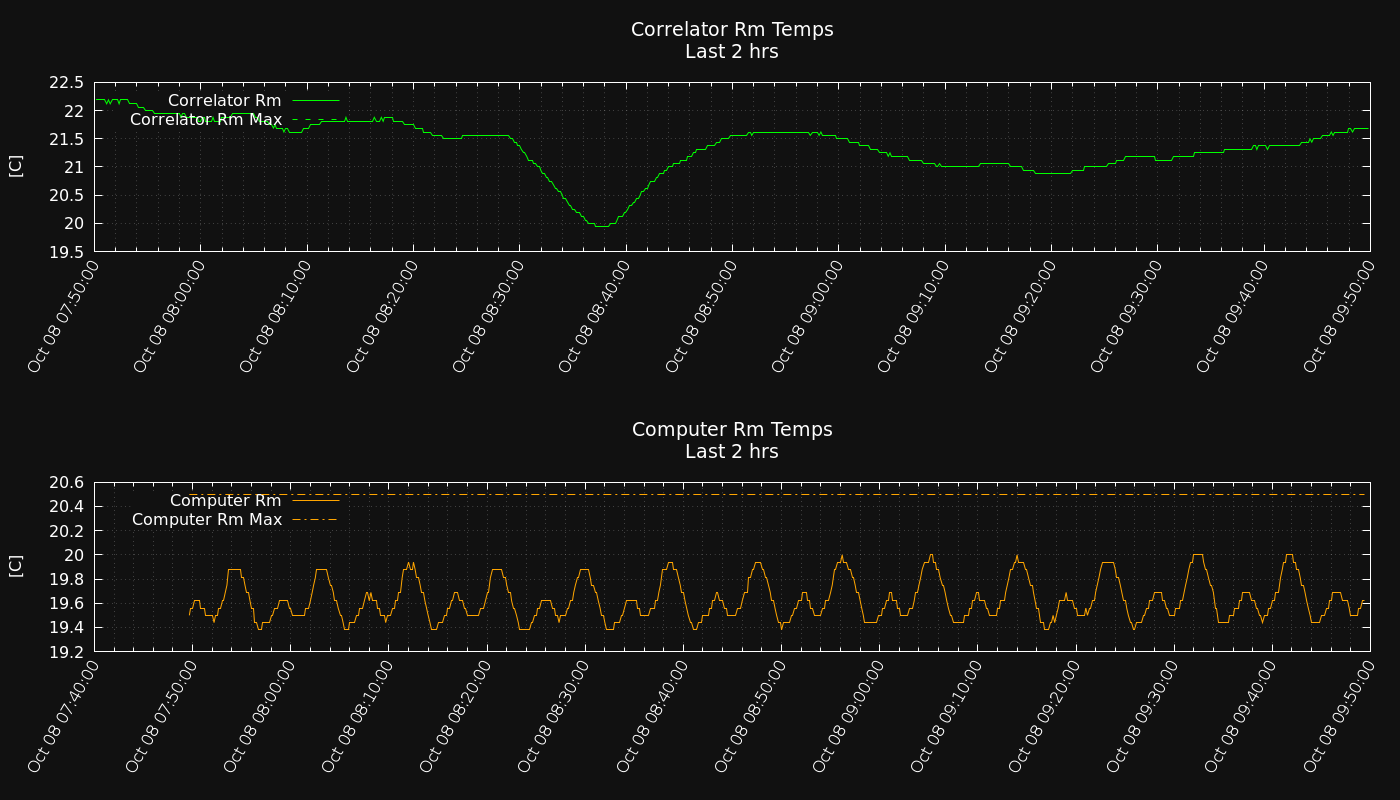 Correlator Rm Temps
Last 2 hrs
22.5
22
21.5
21
20.5
20
19.5
[C]
Correlator Rm
Correlator Rm Max
Oct 08 07:50:00
Oct 08 08:00:00
Oct 08 08:10:00
Oct 08 08:20:00
Oct 08 08:30:00
Oct 08 08:40:00
Oct 08 08:50:00
Oct 08 09:00:00
Oct 08 09:10:00
Oct 08 09:20:00
Oct 08 09:30:00
Oct 08 09:40:00
Oct 08 09:50:00
Computer Rm Temps
Last 2 hrs
20.6
20.4
20.2
20
19.8
19.6
19.4
19.2
[C]
Computer Rm
Computer Rm Max
Oct 08 07:40:00
Oct 08 07:50:00
Oct 08 08:00:00
Oct 08 08:10:00
Oct 08 08:20:00
Oct 08 08:30:00
Oct 08 08:40:00
Oct 08 08:50:00
Oct 08 09:00:00
Oct 08 09:10:00
Oct 08 09:20:00
Oct 08 09:30:00
Oct 08 09:40:00
Oct 08 09:50:00